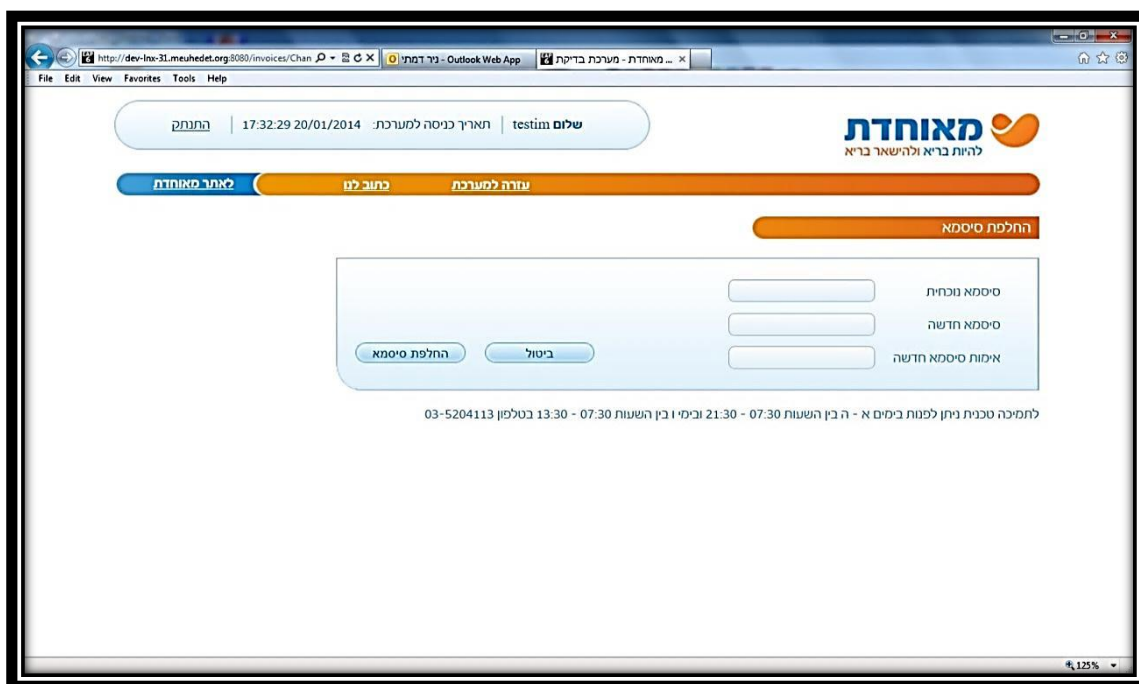 http://dev-lnx-31.meuhedet.org:8080/invoices/Chan
ניר דמתי - Outlook Web App
מאוחדת - מערכת בדיקת ...
File Edit View Favorites Tools Help
מאוחדת
להיות בריא ולהישאר בריא
שלום testim | תאריך כניסה למערכת: 17:32:29 20/01/2014 | התנתק
עזרה למערכת כתוב לנו לאתר מאוחדת
החלפת סיסמא
סיסמא נוכחית
סיסמא חדשה
אימות סיסמא חדשה
ביטול החלפת סיסמא
לתמיכה טכנית ניתן לפנות בימים א - ה בין השעות 07:30 - 21:30 ובימי ו בין השעות 07:30 - 13:30 בטלפון 03-5204113
125%